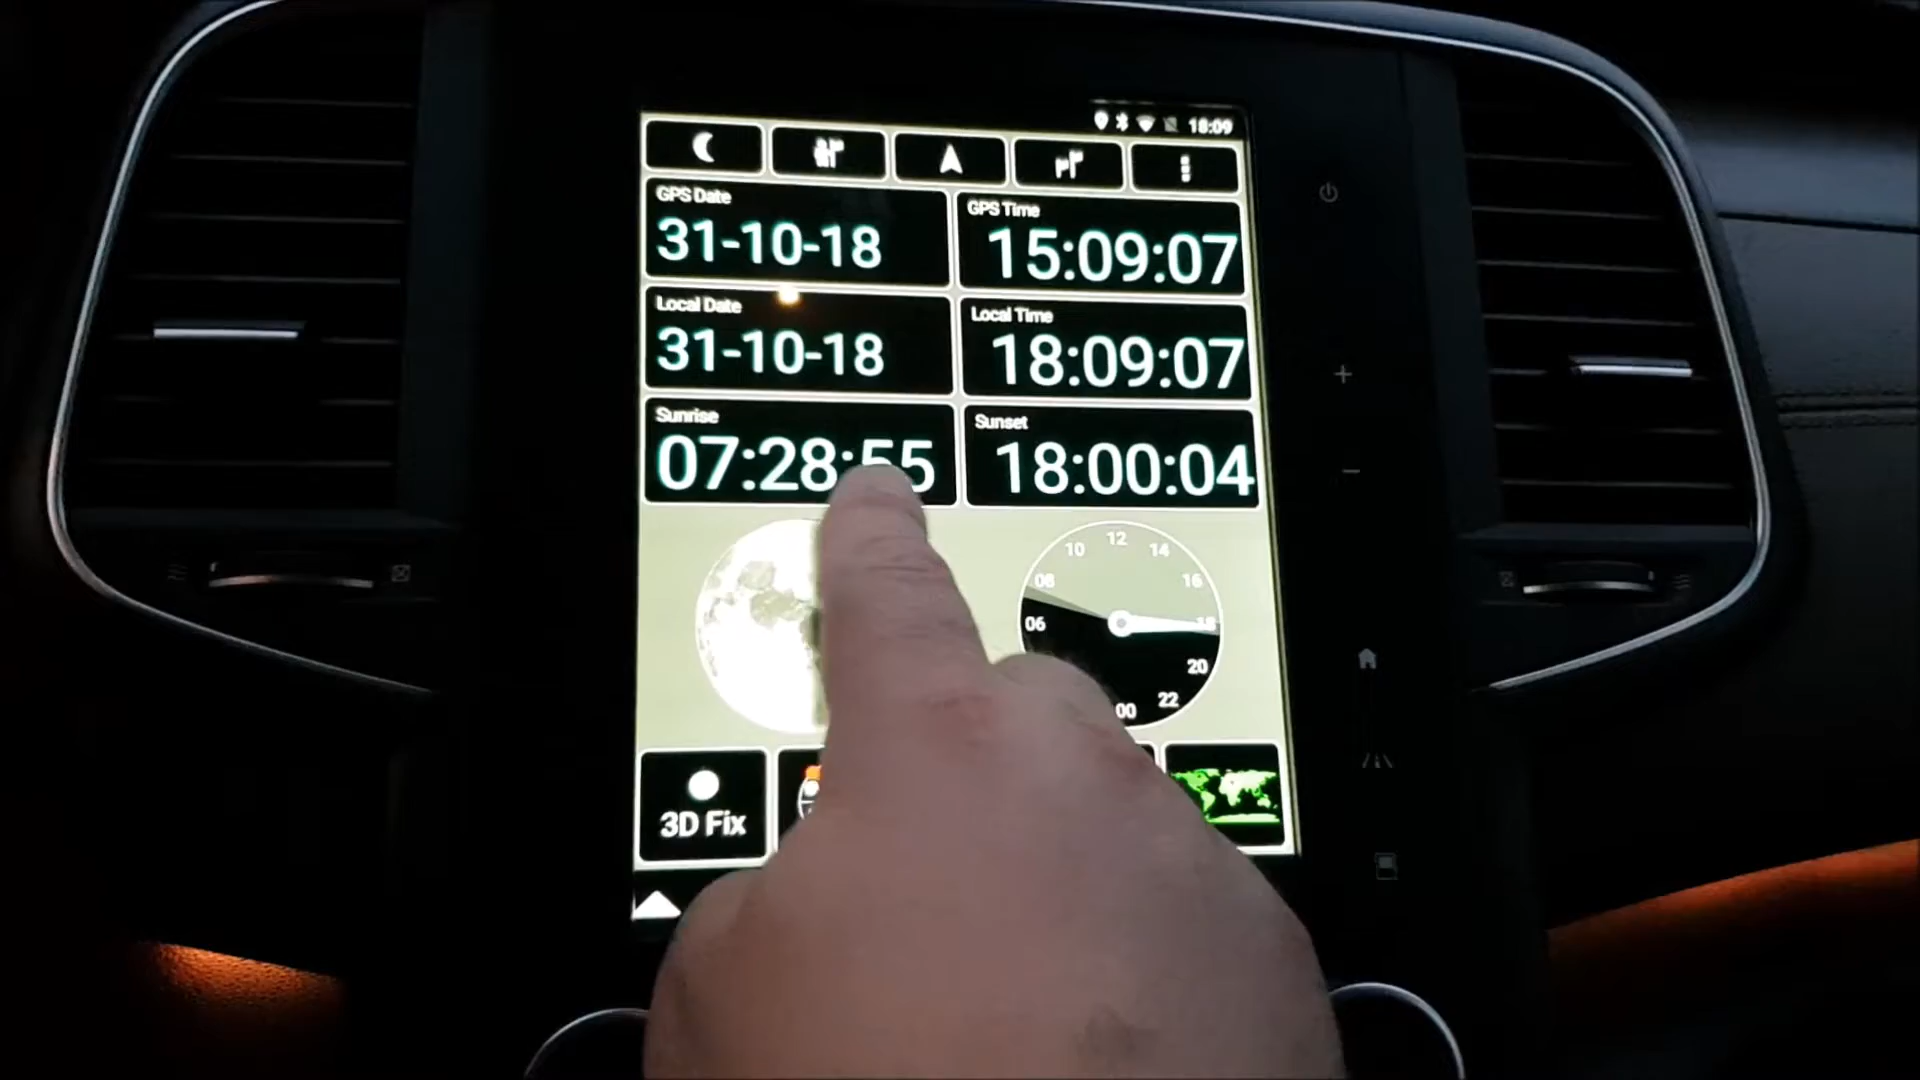 18:09
GPS Date
31-10-18
GPS Time
15:09:07
Local Date
31-10-18
Local Time
18:09:07
Sunrise
07:28:55
Sunset
18:00:04
10
12
14
08
16
06
18
20
22
00
3D Fix